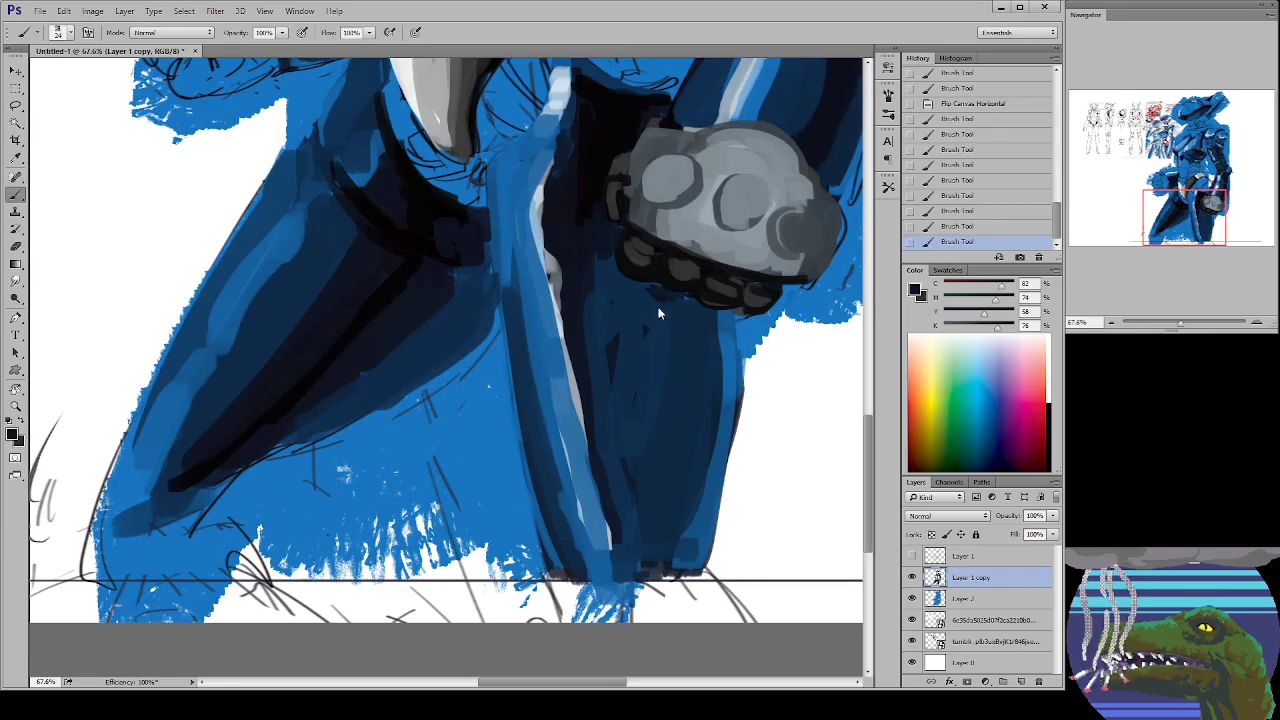 Ps File Edit Image Layer Type Select Filter 3D View Window Help
24 Mode: Normal Opacity: 100% Flow: 100% Essentials
Untitled-1 @ 67.6% (Layer 1 copy, RGB/8) *
Navigator
67.6%
History Histogram
Brush Tool
Brush Tool
Flip Canvas Horizontal
Brush Tool
Brush Tool
Brush Tool
Brush Tool
Brush Tool
Brush Tool
Brush Tool
Brush Tool
Brush Tool
Color Swatches
C 82 %
M 74 %
Y 58 %
K 76 %
Layers Channels Paths
Kind
Normal Opacity: 100%
Lock: Fill: 100%
Layer 1
Layer 1 copy
Layer 2
Layer 0
67.6% Efficiency: 100%*